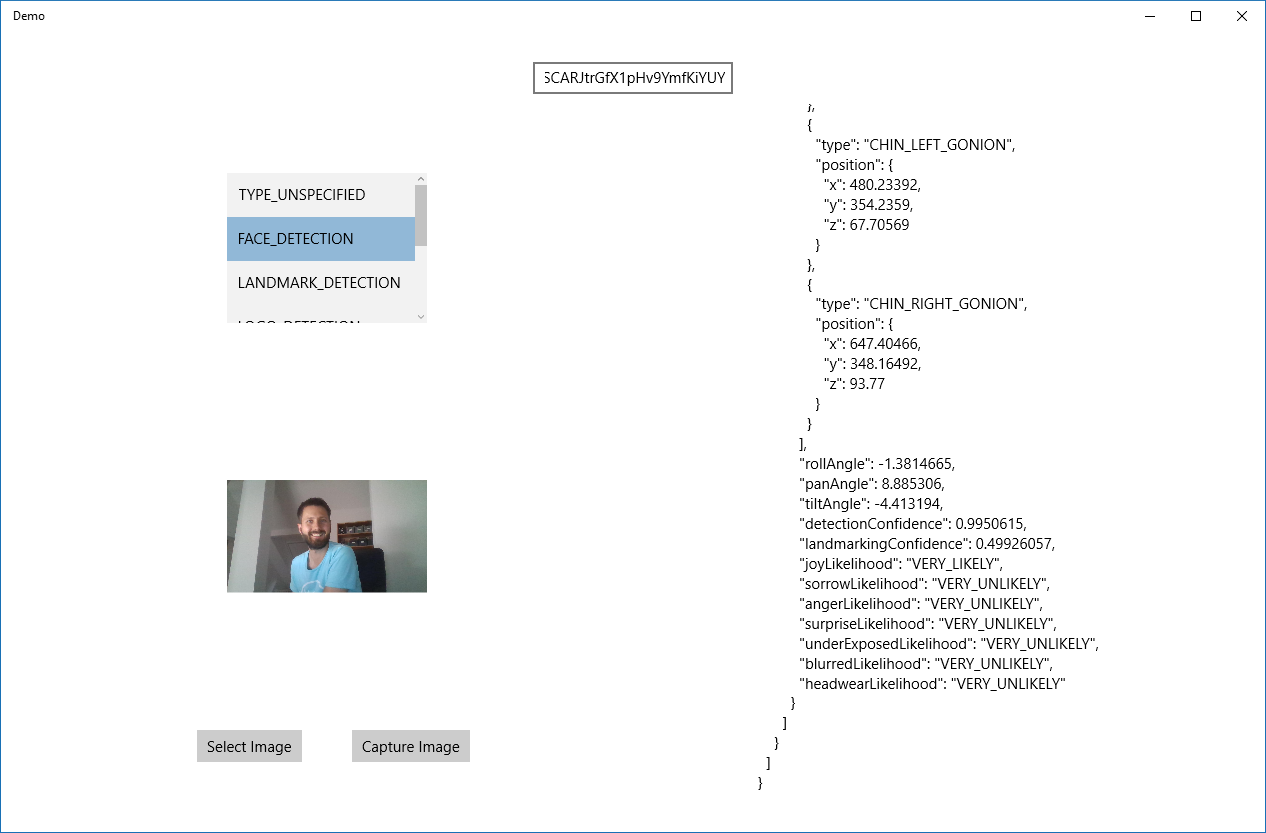 Demo
SCARJtrGfX1pHv9YmfKiYUY
TYPE_UNSPECIFIED
FACE_DETECTION
LANDMARK_DETECTION
LOGO_DETECTION
Select Image
Capture Image
},
{
"type": "CHIN_LEFT_GONION",
"position": {
"x": 480.23392,
"y": 354.2359,
"z": 67.70569
}
},
{
"type": "CHIN_RIGHT_GONION",
"position": {
"x": 647.40466,
"y": 348.16492,
"z": 93.77
}
}
],
"rollAngle": -1.3814665,
"panAngle": 8.885306,
"tiltAngle": -4.413194,
"detectionConfidence": 0.9950615,
"landmarkingConfidence": 0.49926057,
"joyLikelihood": "VERY_LIKELY",
"sorrowLikelihood": "VERY_UNLIKELY",
"angerLikelihood": "VERY_UNLIKELY",
"surpriseLikelihood": "VERY_UNLIKELY",
"underExposedLikelihood": "VERY_UNLIKELY",
"blurredLikelihood": "VERY_UNLIKELY",
"headwearLikelihood": "VERY_UNLIKELY"
}
]
}
]
}